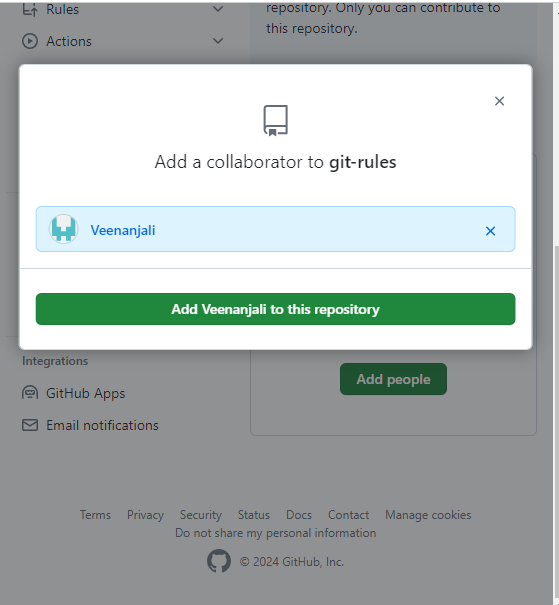 Rules
repository. Only you can contribute to
this repository.
Actions
Add a collaborator to git-rules
Veenanjali
Add Veenanjali to this repository
Integrations
GitHub Apps
Email notifications
Add people
Terms Privacy Security Status Docs Contact Manage cookies
Do not share my personal information
© 2024 GitHub, Inc.